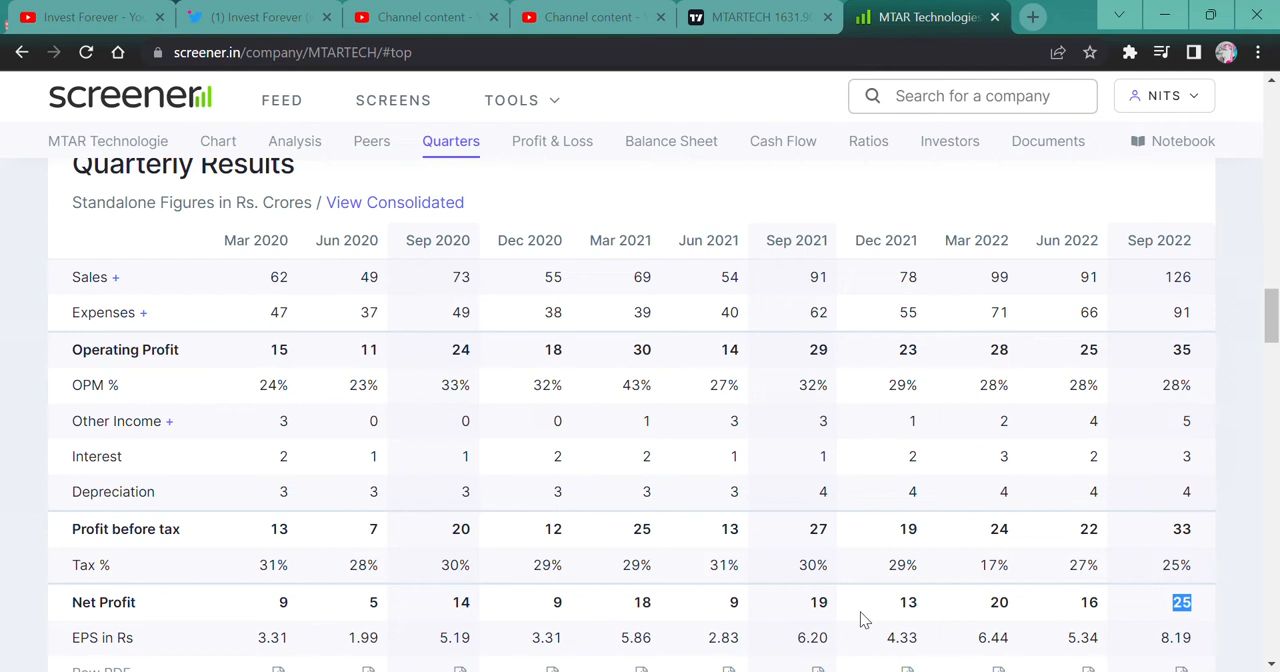 Invest Forever - You
(1) Invest Forever (
Channel content -
Channel content -
MTARTECH 1631.9
MTAR Technologies
screener.in/company/MTARTECH/#top
screener
FEED
SCREENS
TOOLS
Search for a company
NITS
MTAR Technologie
Chart
Analysis
Peers
Quarters
Profit & Loss
Balance Sheet
Cash Flow
Ratios
Investors
Documents
Notebook
Quarterly Results
Standalone Figures in Rs. Crores / View Consolidated
Mar 2020 Jun 2020 Sep 2020 Dec 2020 Mar 2021 Jun 2021 Sep 2021 Dec 2021 Mar 2022 Jun 2022 Sep 2022
Sales + 62 49 73 55 69 54 91 78 99 91 126
Expenses + 47 37 49 38 39 40 62 55 71 66 91
Operating Profit 15 11 24 18 30 14 29 23 28 25 35
OPM % 24% 23% 33% 32% 43% 27% 32% 29% 28% 28% 28%
Other Income + 3 0 0 0 1 3 3 1 2 4 5
Interest 2 1 1 2 2 1 1 2 3 2 3
Depreciation 3 3 3 3 3 3 4 4 4 4 4
Profit before tax 13 7 20 12 25 13 27 19 24 22 33
Tax % 31% 28% 30% 29% 29% 31% 30% 29% 17% 27% 25%
Net Profit 9 5 14 9 18 9 19 13 20 16 25
EPS in Rs 3.31 1.99 5.19 3.31 5.86 2.83 6.20 4.33 6.44 5.34 8.19
Raw PDF